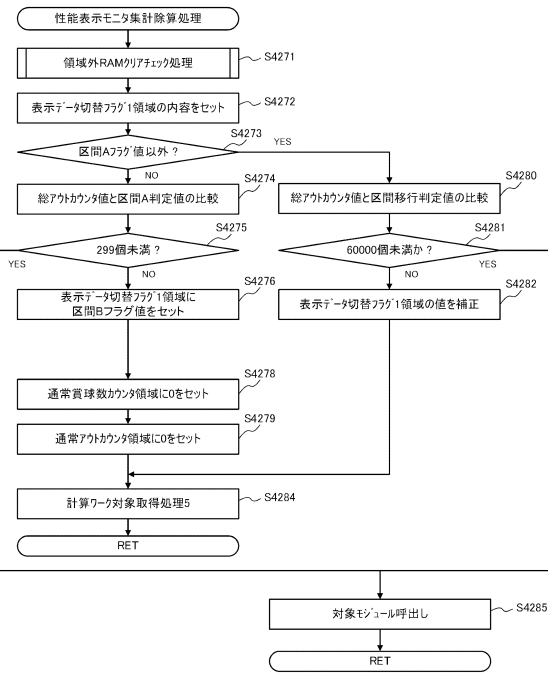 性能表示モニタ集計除算処理
領域外RAMクリアチェック処理
S4271
表示データ切替フラグ1領域の内容をセット
S4272
区間Aフラグ値以外？
S4273
YES
NO
総アウトカウンタ値と区間A判定値の比較
S4274
総アウトカウンタ値と区間移行判定値の比較
S4280
299個未満？
S4275
YES
NO
60000個未満か？
S4281
NO
YES
表示データ切替フラグ1領域に
区間Bフラグ値をセット
S4276
表示データ切替フラグ1領域の値を補正
S4282
通常賞球数カウンタ領域に0をセット
S4278
通常アウトカウンタ領域に0をセット
S4279
計算ワーク対象取得処理5
S4284
RET
対象モジュール呼出し
S4285
RET